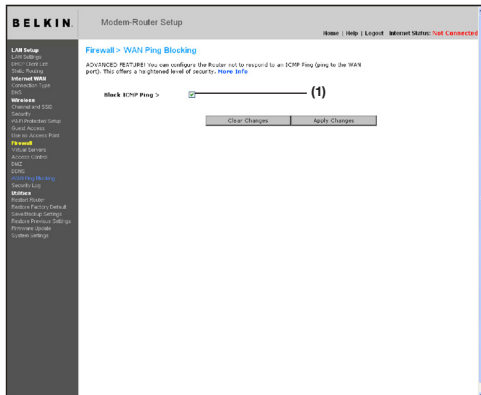 BELKIN.
Modem-Router Setup
Home | Help | Logout Internet Status: Not Connected
LAN Setup
LAN Settings
DHCP Client List
Static Routing
Internet WAN
Connection Type
DNS
Wireless
Channel and SSID
Security
Wi-Fi Protected Setup
Guest Access
Use as Access Point
Firewall
Virtual Servers
Access Control
DMZ
DDNS
WAN Ping Blocking
Security Log
Utilities
Restart Router
Restore Factory Default
Save/Backup Settings
Restore Previous Settings
Firmware Update
System Settings
Firewall > WAN Ping Blocking
ADVANCED FEATURE! You can configure the Router not to respond to an ICMP Ping (ping to the WAN
port). This offers a heightened level of security. More Info
Block ICMP Ping >
(1)
Clear Changes
Apply Changes